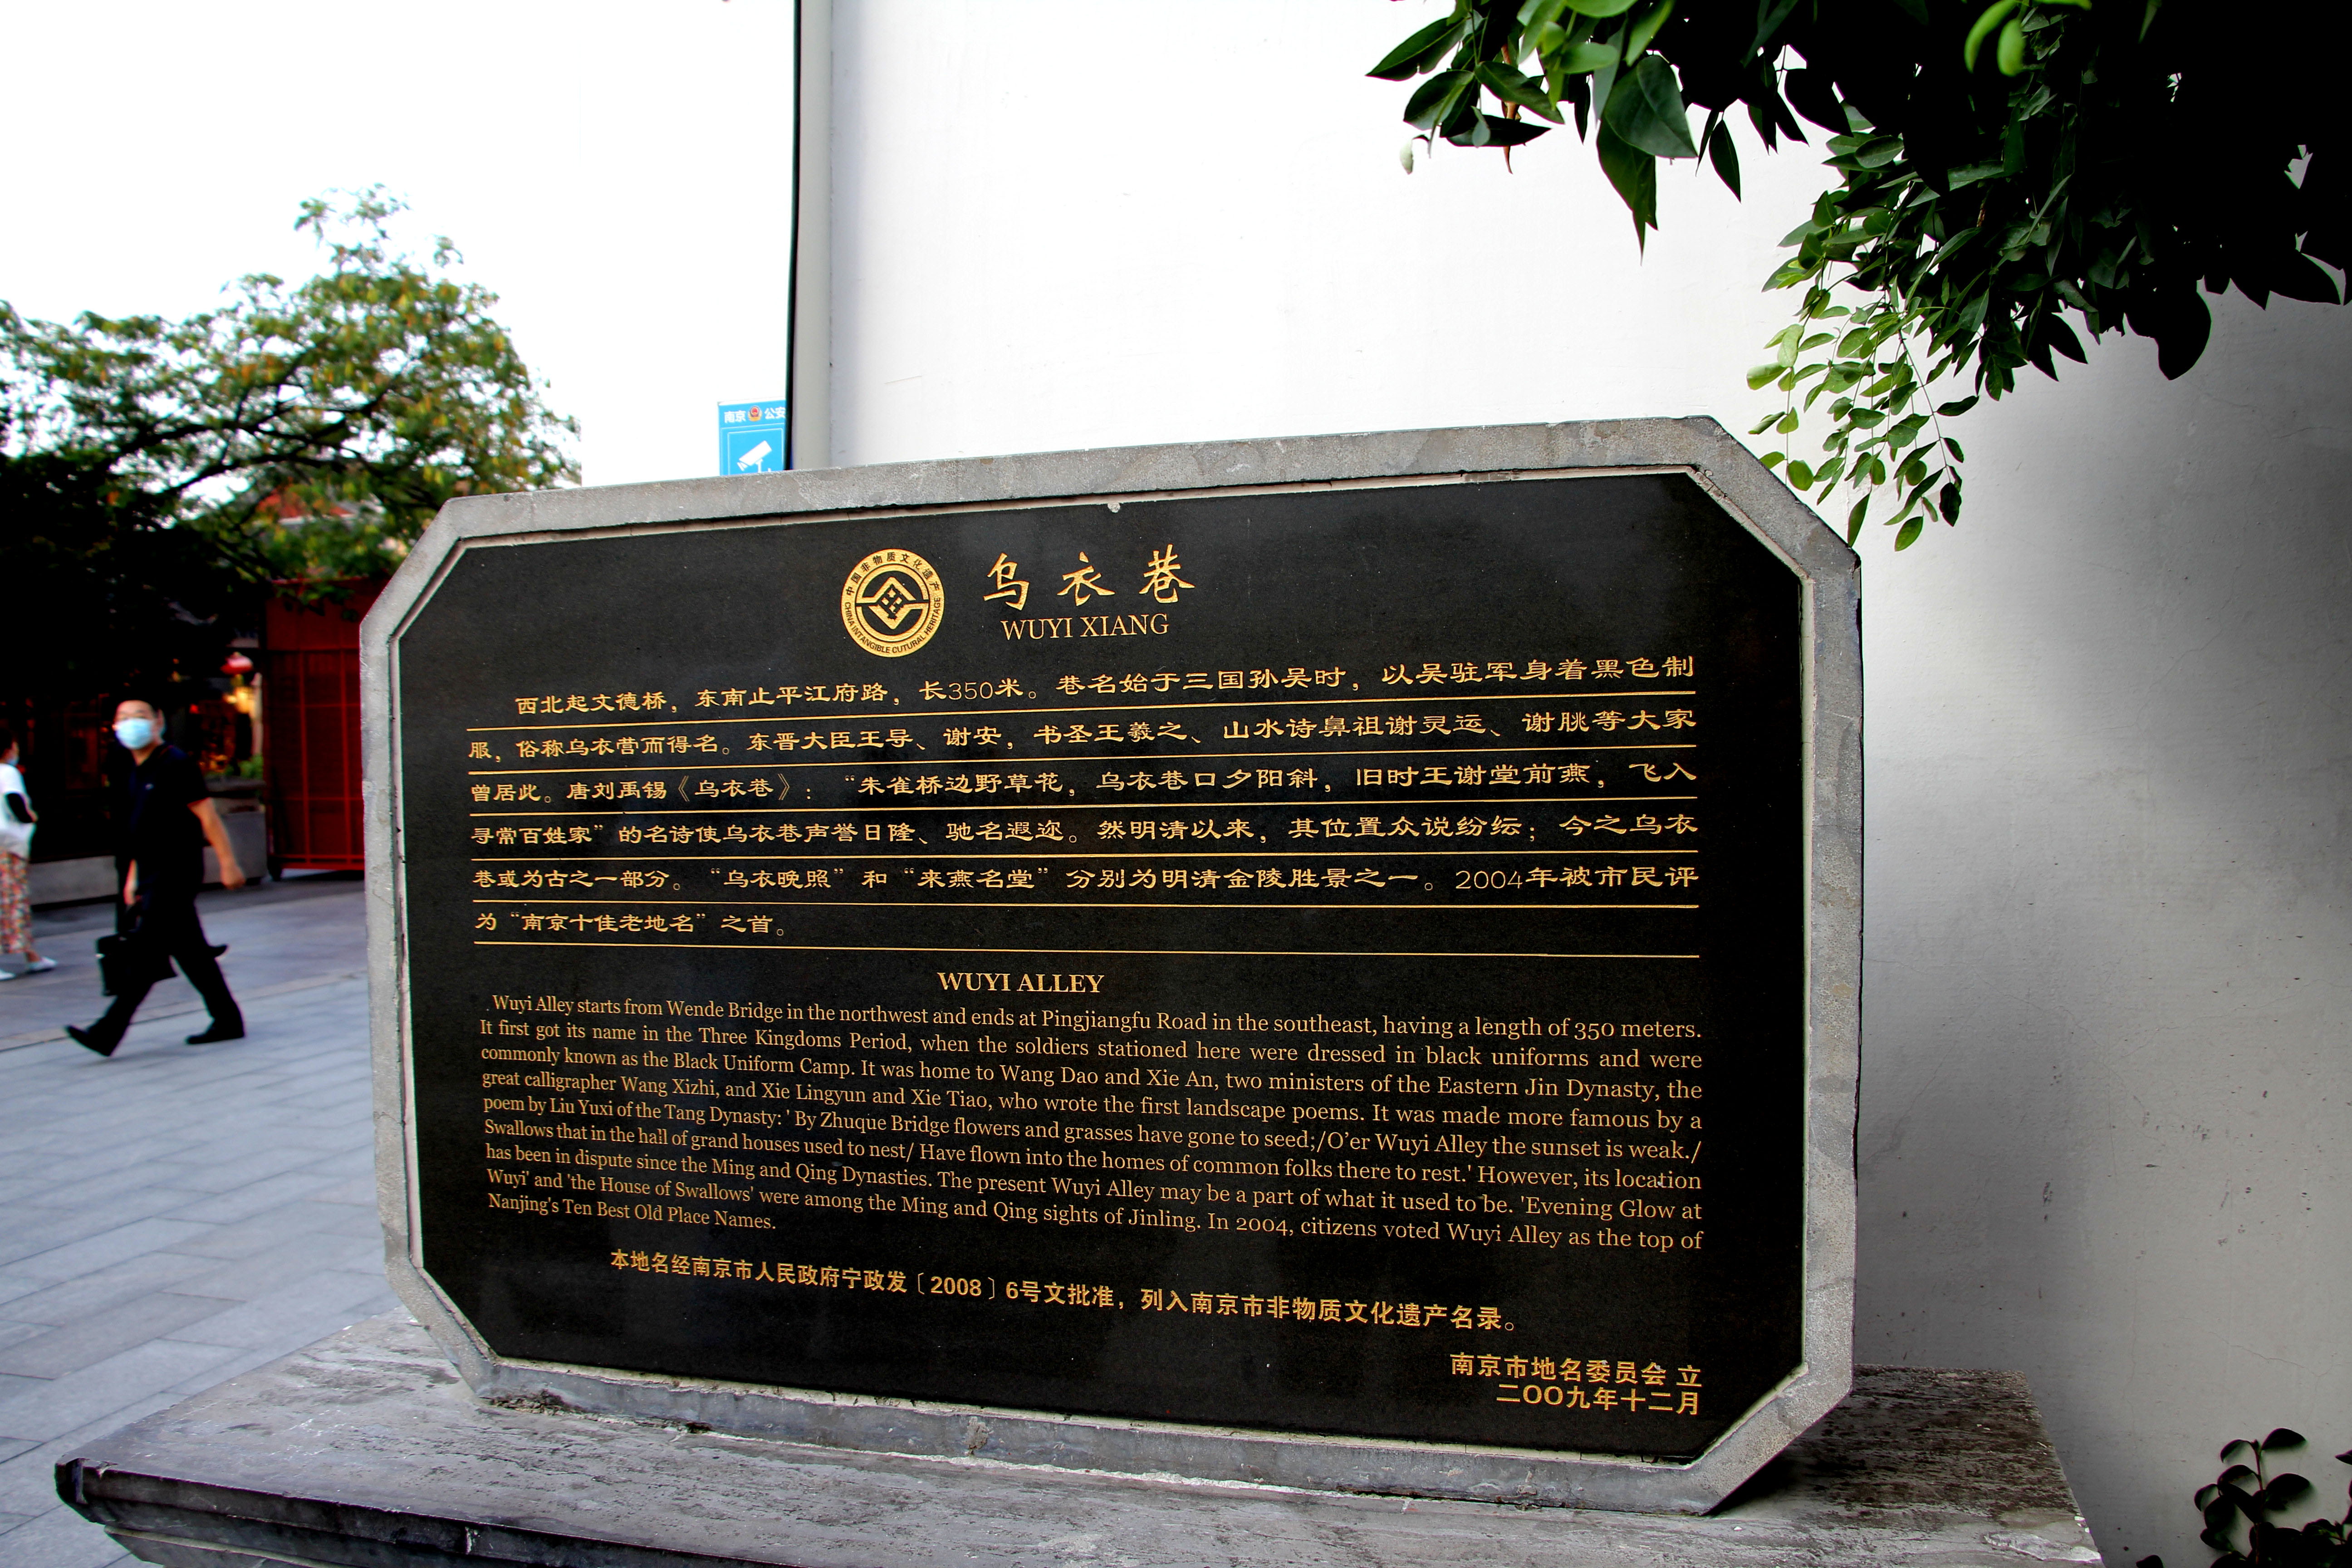 南京 公安
中国非物质文化遗产
CHINA INTANGIBLE CUTURAL HERITAGE
乌衣巷
WUYI XIANG
西北起文德桥，东南止平江府路，长350米。巷名始于三国孙吴时，以吴驻军身着黑色制
服，俗称乌衣营而得名。东晋大臣王导、谢安，书圣王羲之、山水诗鼻祖谢灵运、谢朓等大家
曾居此。唐刘禹锡《乌衣巷》：“朱雀桥边野草花，乌衣巷口夕阳斜，旧时王谢堂前燕，飞入
寻常百姓家”的名诗使乌衣巷声誉日隆、驰名遐迩。然明清以来，其位置众说纷纭；今之乌衣
巷或为古之一部分。“乌衣晚照”和“来燕名堂”分别为明清金陵胜景之一。2004年被市民评
为“南京十佳老地名”之首。
WUYI ALLEY
Wuyi Alley starts from Wende Bridge in the northwest and ends at Pingjiangfu Road in the southeast, having a length of 350 meters.
It first got its name in the Three Kingdoms Period, when the soldiers stationed here were dressed in black uniforms and were
commonly known as the Black Uniform Camp. It was home to Wang Dao and Xie An, two ministers of the Eastern Jin Dynasty, the
great calligrapher Wang Xizhi, and Xie Lingyun and Xie Tiao, who wrote the first landscape poems. It was made more famous by a
poem by Liu Yuxi of the Tang Dynasty: ' By Zhuque Bridge flowers and grasses have gone to seed;/O'er Wuyi Alley the sunset is weak./
Swallows that in the hall of grand houses used to nest/ Have flown into the homes of common folks there to rest.' However, its location
has been in dispute since the Ming and Qing Dynasties. The present Wuyi Alley may be a part of what it used to be. 'Evening Glow at
Wuyi' and 'the House of Swallows' were among the Ming and Qing sights of Jinling. In 2004, citizens voted Wuyi Alley as the top of
Nanjing's Ten Best Old Place Names.
本地名经南京市人民政府宁政发〔2008〕6号文批准，列入南京市非物质文化遗产名录。
南京市地名委员会 立
二〇〇九年十二月